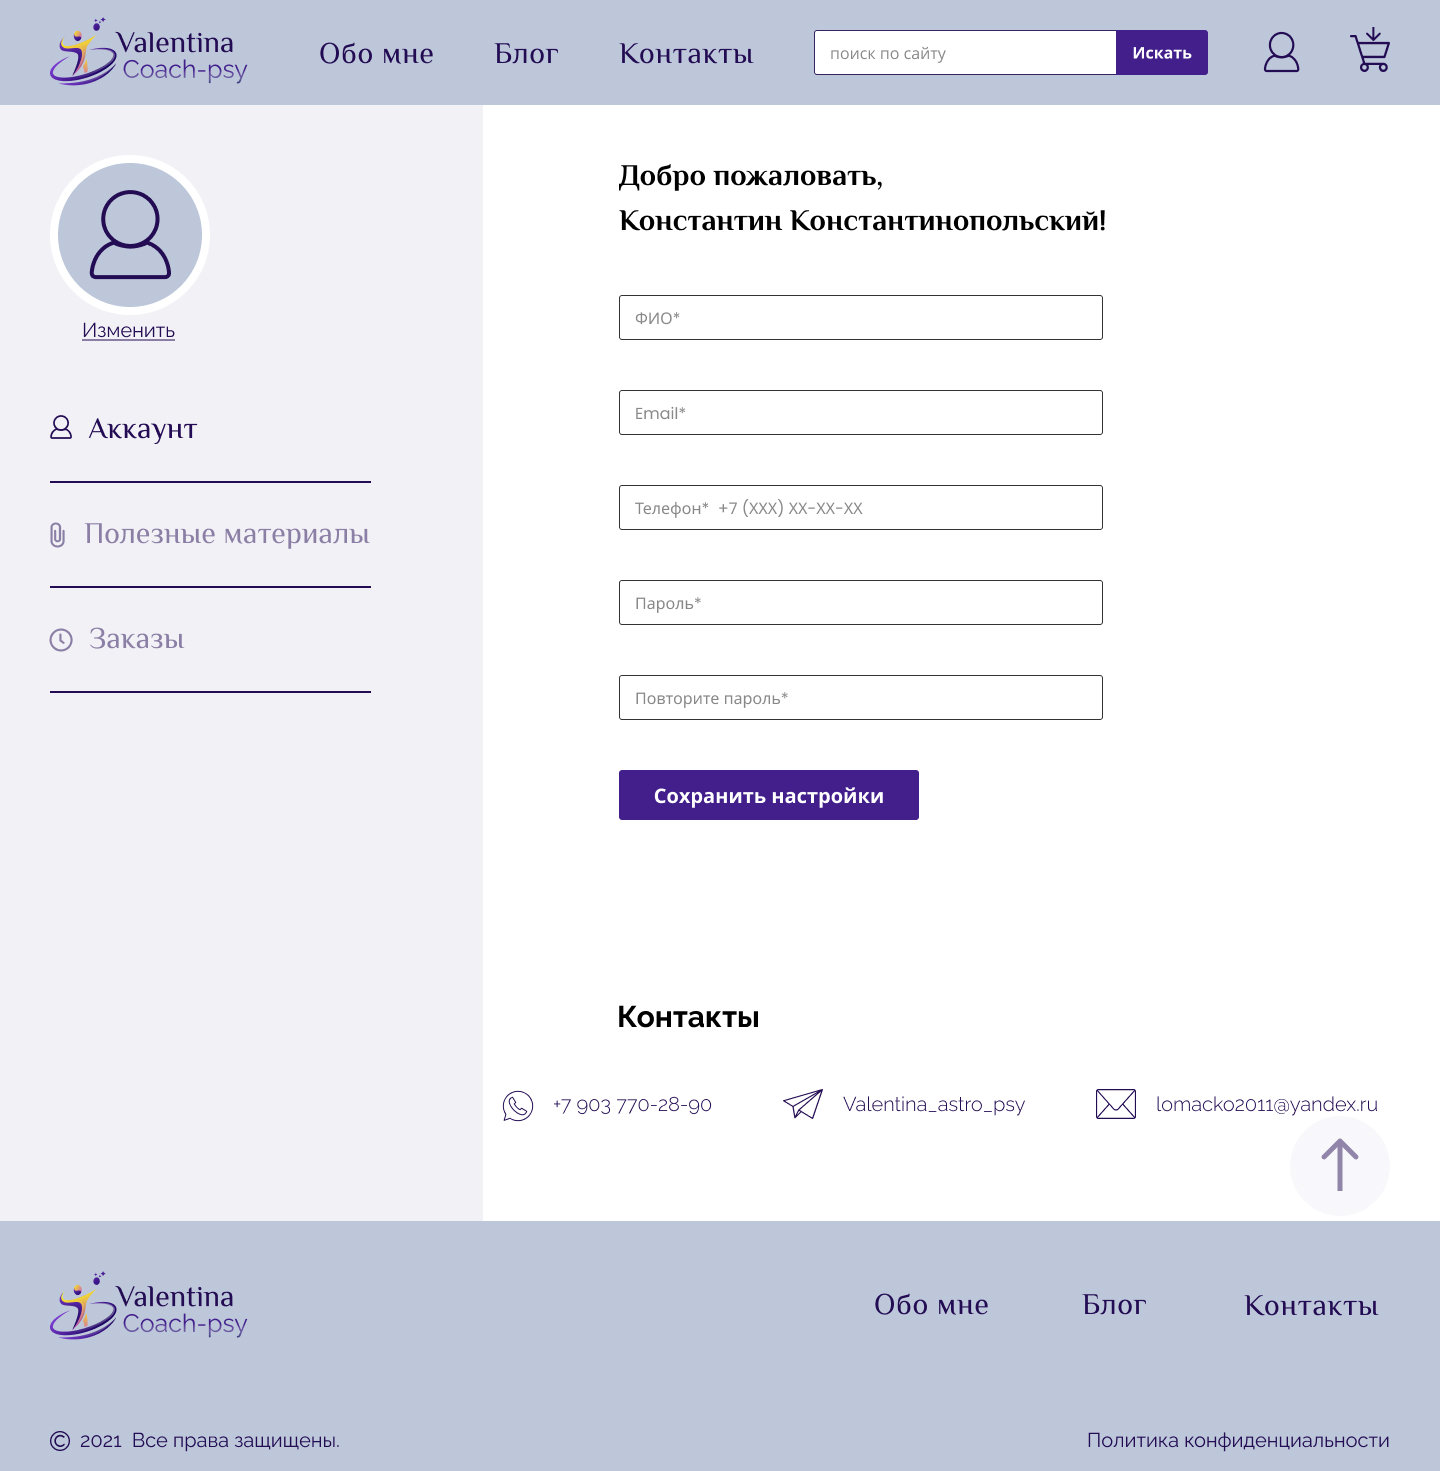 Valentina
Coach-psy
Обо мне
Блог
Контакты
поиск по сайту
Искать
Изменить
Аккаунт
Полезные материалы
Заказы
Добро пожаловать,
Константин Константинопольский!
ФИО*
Email*
Телефон* +7 (XXX) XX-XX-XX
Пароль*
Повторите пароль*
Сохранить настройки
Контакты
+7 903 770-28-90
Valentina_astro_psy
lomacko2011@yandex.ru
Valentina
Coach-psy
Обо мне
Блог
Контакты
© 2021 Все права защищены.
Политика конфиденциальности